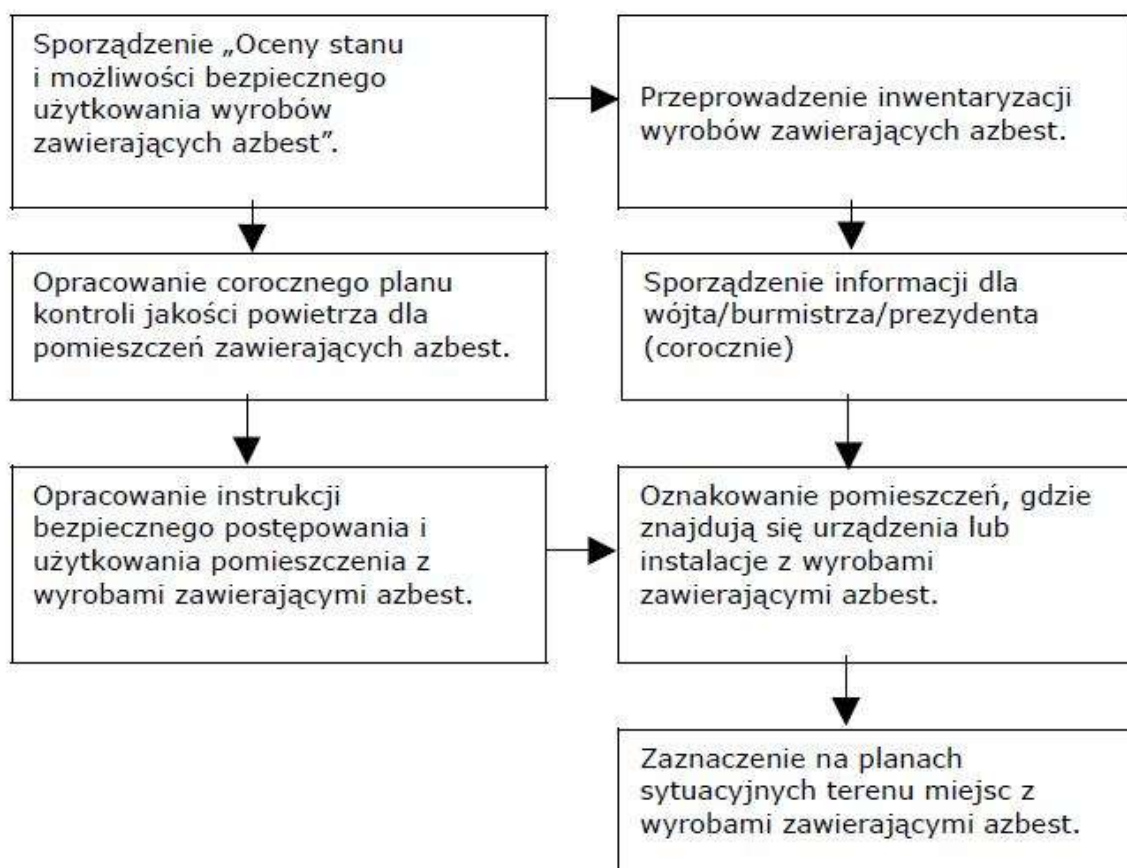 Sporządzenie „Oceny stanu
i możliwości bezpiecznego
użytkowania wyrobów
zawierających azbest”.
Przeprowadzenie inwentaryzacji
wyrobów zawierających azbest.
Opracowanie corocznego planu
kontroli jakości powietrza dla
pomieszczeń zawierających azbest.
Sporządzenie informacji dla
wójta/burmistrza/prezydenta
(corocznie)
Opracowanie instrukcji
bezpiecznego postępowania i
użytkowania pomieszczenia z
wyrobami zawierającymi azbest.
Oznakowanie pomieszczeń, gdzie
znajdują się urządzenia lub
instalacje z wyrobami
zawierającymi azbest.
Zaznaczenie na planach
sytuacyjnych terenu miejsc z
wyrobami zawierającymi azbest.